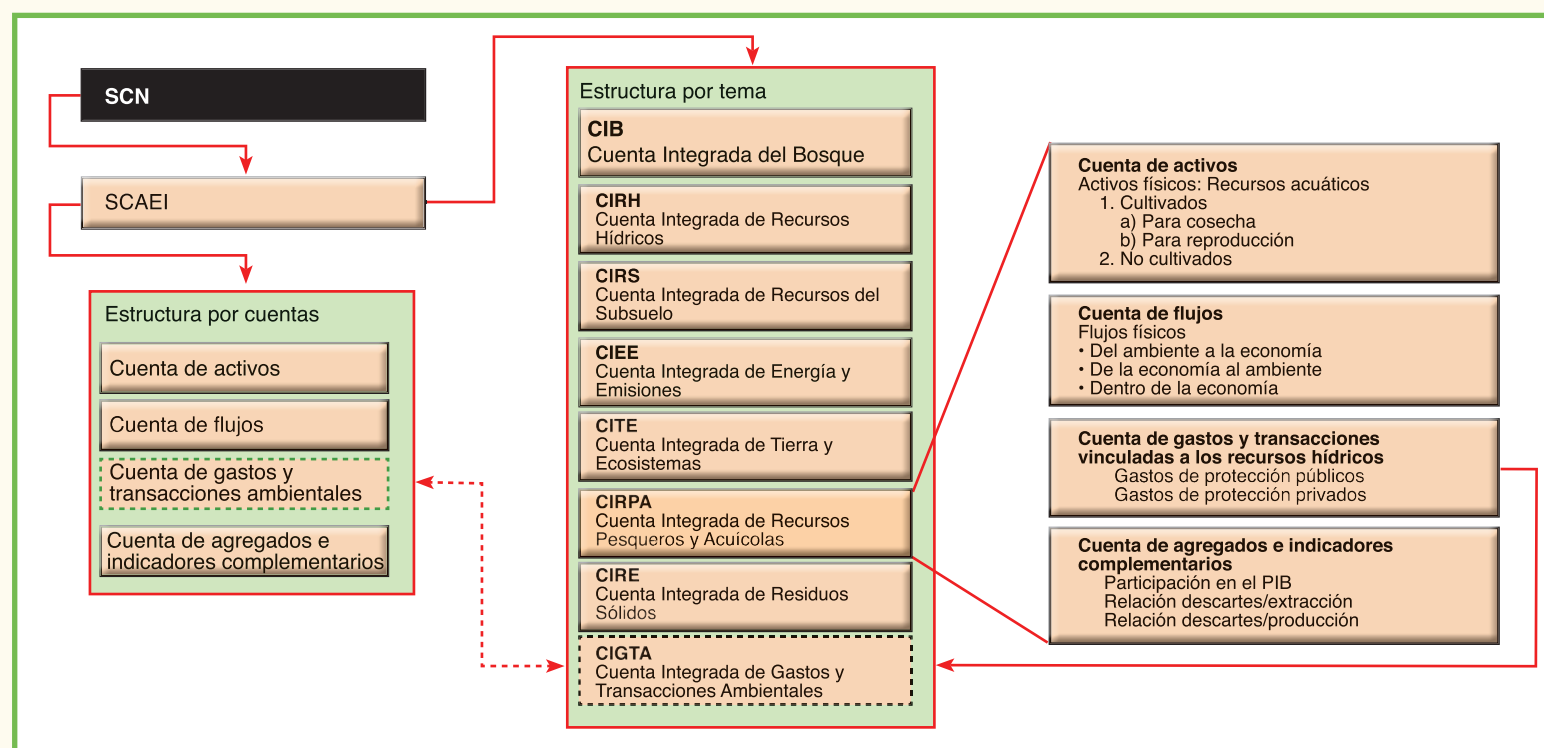 SCN
SCAEI
Estructura por cuentas
Cuenta de activos
Cuenta de flujos
Cuenta de gastos y
transacciones ambientales
Cuenta de agregados e
indicadores complementarios
Estructura por tema
CIB
Cuenta Integrada del Bosque
CIRH
Cuenta Integrada de Recursos
Hídricos
CIRS
Cuenta Integrada de Recursos del
Subsuelo
CIEE
Cuenta Integrada de Energía y
Emisiones
CITE
Cuenta Integrada de Tierra y
Ecosistemas
CIRPA
Cuenta Integrada de Recursos
Pesqueros y Acuícolas
CIRE
Cuenta Integrada de Residuos
Sólidos
CIGTA
Cuenta Integrada de Gastos y
Transacciones Ambientales
Cuenta de activos
Activos físicos: Recursos acuáticos
1. Cultivados
a) Para cosecha
b) Para reproducción
2. No cultivados
Cuenta de flujos
Flujos físicos
• Del ambiente a la economía
• De la economía al ambiente
• Dentro de la economía
Cuenta de gastos y transacciones
vinculadas a los recursos hídricos
Gastos de protección públicos
Gastos de protección privados
Cuenta de agregados e indicadores
complementarios
Participación en el PIB
Relación descartes/extracción
Relación descartes/producción